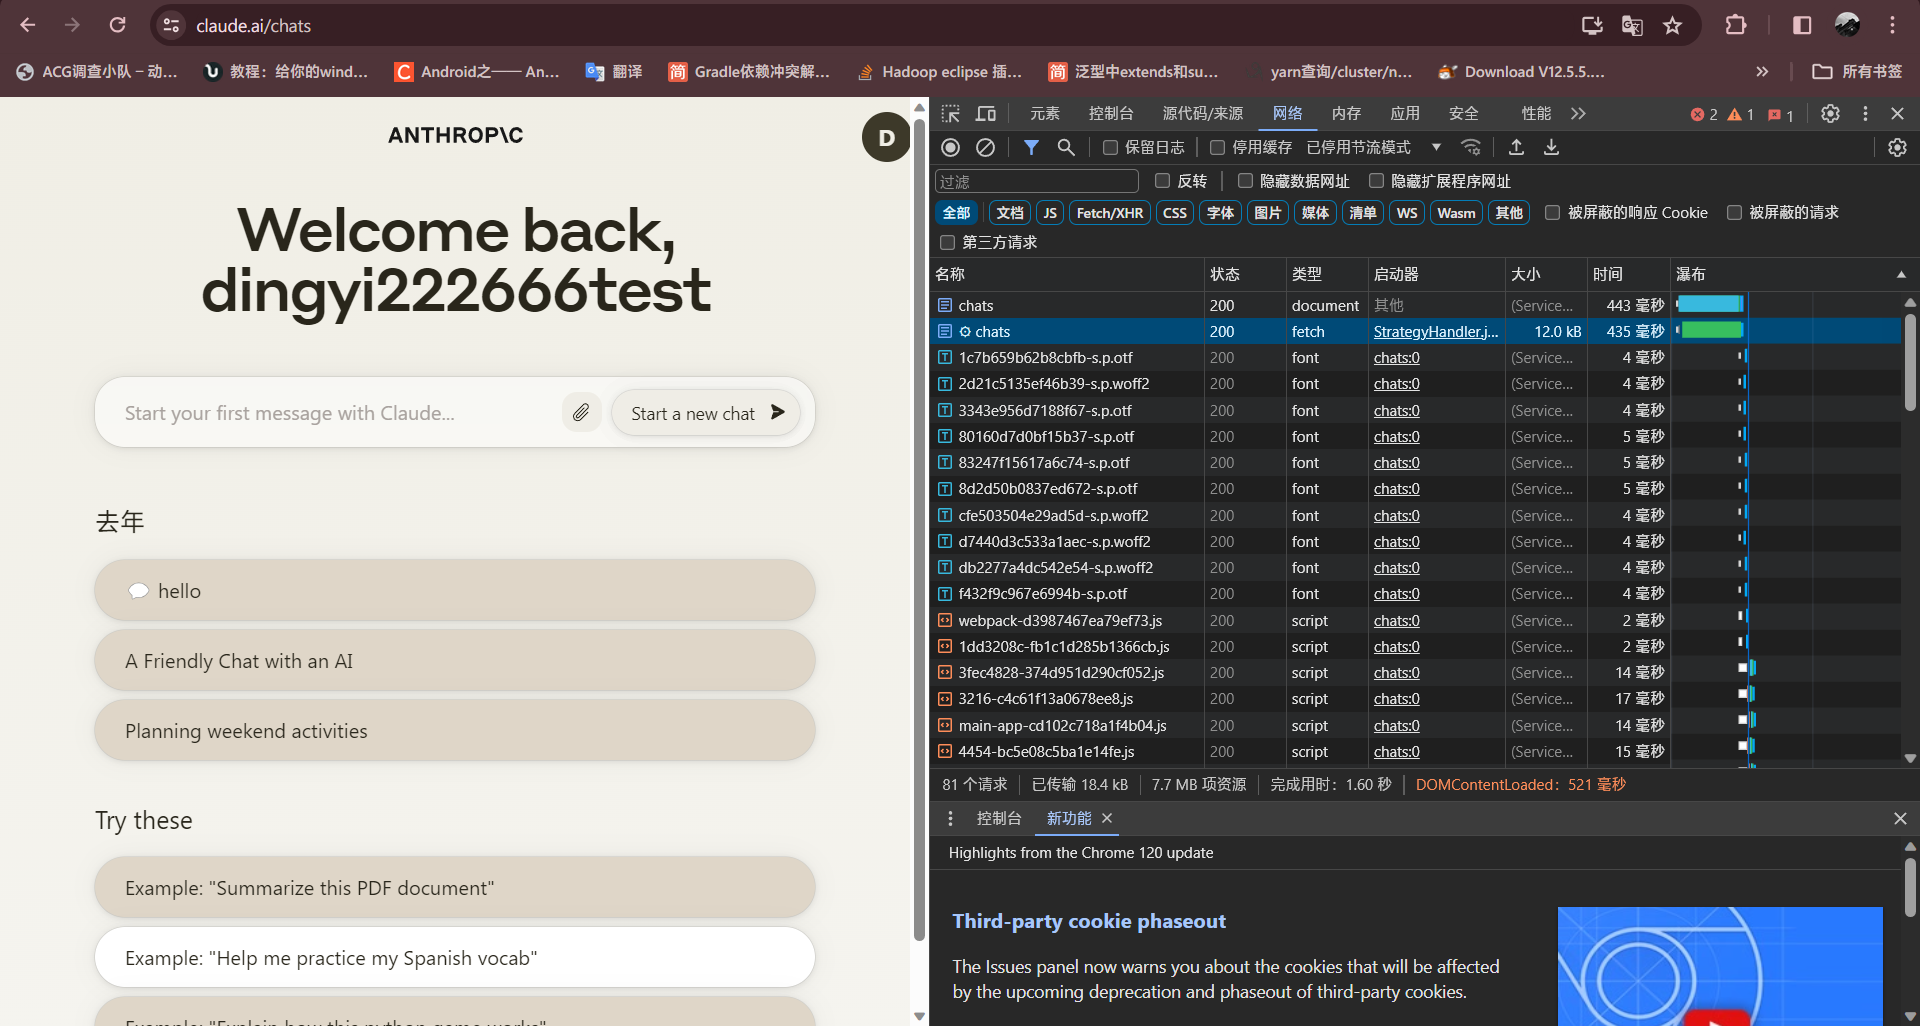 claude.ai/chats
ACG调查小队 – 动...
教程：给你的wind...
Android之—— An...
翻译
Gradle依赖冲突解...
Hadoop eclipse 插...
泛型中extends和su...
yarn查询/cluster/n...
Download V12.5.5....
所有书签
ANTHROP\C
D
Welcome back,
dingyi222666test
Start your first message with Claude...
Start a new chat
去年
hello
A Friendly Chat with an AI
Planning weekend activities
Try these
Example: "Summarize this PDF document"
Example: "Help me practice my Spanish vocab"
Example: "Explain how this python game works"
元素 控制台 源代码/来源 网络 内存 应用 安全 性能 2 1 1
保留日志 停用缓存 已停用节流模式
过滤 反转 隐藏数据网址 隐藏扩展程序网址
全部 文档 JS Fetch/XHR CSS 字体 图片 媒体 清单 WS Wasm 其他 被屏蔽的响应 Cookie 被屏蔽的请求
第三方请求
名称 状态 类型 启动器 大小 时间 瀑布
chats 200 document 其他 (Service... 443 毫秒
chats 200 fetch StrategyHandler.j... 12.0 kB 435 毫秒
1c7b659b62b8cbfb-s.p.otf 200 font chats:0 (Service... 4 毫秒
2d21c5135ef46b39-s.p.woff2 200 font chats:0 (Service... 4 毫秒
3343e956d7188f67-s.p.otf 200 font chats:0 (Service... 4 毫秒
80160d7d0bf15b37-s.p.otf 200 font chats:0 (Service... 5 毫秒
83247f15617a6c74-s.p.otf 200 font chats:0 (Service... 5 毫秒
8d2d50b0837ed672-s.p.otf 200 font chats:0 (Service... 5 毫秒
cfe503504e29ad5d-s.p.woff2 200 font chats:0 (Service... 4 毫秒
d7440d3c533a1aec-s.p.woff2 200 font chats:0 (Service... 4 毫秒
db2277a4dc542e54-s.p.woff2 200 font chats:0 (Service... 4 毫秒
f432f9c967e6994b-s.p.otf 200 font chats:0 (Service... 4 毫秒
webpack-d3987467ea79ef73.js 200 script chats:0 (Service... 2 毫秒
1dd3208c-fb1c1d285b1366cb.js 200 script chats:0 (Service... 2 毫秒
3fec4828-374d951d290cf052.js 200 script chats:0 (Service... 14 毫秒
3216-c4c61f13a0678ee8.js 200 script chats:0 (Service... 17 毫秒
main-app-cd102c718a1f4b04.js 200 script chats:0 (Service... 14 毫秒
4454-bc5e08c5ba1e14fe.js 200 script chats:0 (Service... 15 毫秒
81 个请求 已传输 18.4 kB 7.7 MB 项资源 完成用时：1.60 秒 DOMContentLoaded：521 毫秒
控制台 新功能
Highlights from the Chrome 120 update
Third-party cookie phaseout
The Issues panel now warns you about the cookies that will be affected
by the upcoming deprecation and phaseout of third-party cookies.